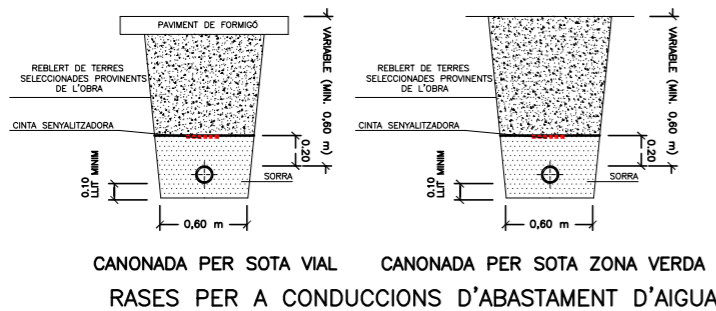 PAVIMENT DE FORMIGÓ
REBLERT DE TERRES
SELECCIONADES PROVINENTS
DE L'OBRA
CINTA SENYALITZADORA
0.10
LLIT MINIM
0,60 m
SORRA
0.20
VARIABLE (MIN. 0,60 m)
CANONADA PER SOTA VIAL
REBLERT DE TERRES
SELECCIONADES PROVINENTS
DE L'OBRA
CINTA SENYALITZADORA
0.10
LLIT MINIM
0,60 m
SORRA
0.20
VARIABLE (MIN. 0,60 m)
CANONADA PER SOTA ZONA VERDA
RASES PER A CONDUCCIONS D'ABASTAMENT D'AIGUA